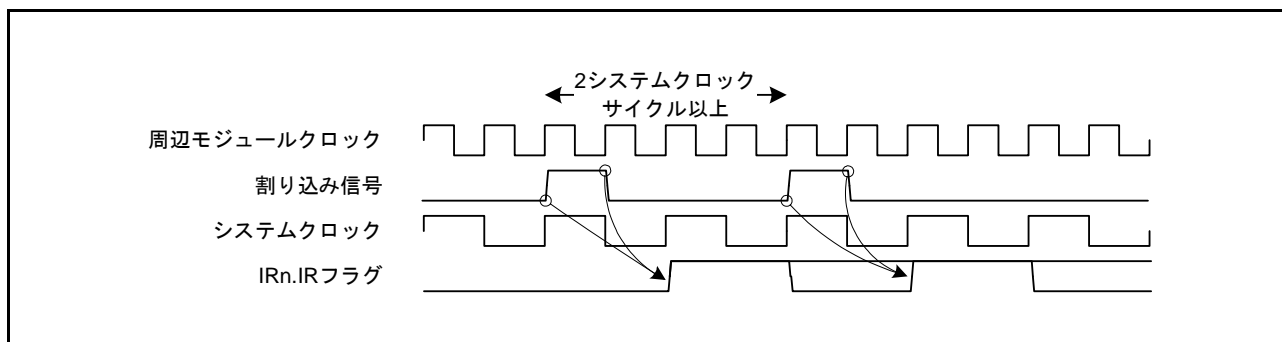 2システムクロック
サイクル以上
周辺モジュールクロック
割り込み信号
システムクロック
IRn.IRフラグ